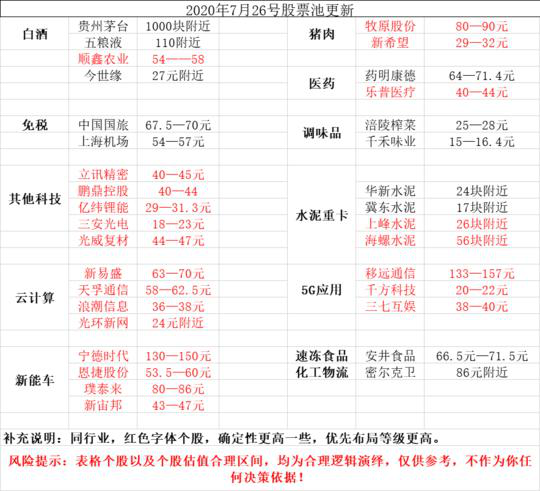 2020年7月26号股票池更新
白酒 贵州茅台 1000块附近 猪肉 牧原股份 80—90元
五粮液 110附近 新希望 29—32元
顺鑫农业 54——58
今世缘 27元附近 医药 药明康德 64—71.4元
乐普医疗 40—44元
免税 中国国旅 67.5—70元 调味品 涪陵榨菜 25—28元
上海机场 54—57元 千禾味业 15—16.4元
其他科技 立讯精密 40—45元 水泥重卡
鹏鼎控股 40—44 华新水泥 24块附近
亿纬锂能 29—31.3元 冀东水泥 17块附近
三安光电 18—23元 上峰水泥 26块附近
光威复材 44—47元 海螺水泥 56块附近
云计算 新易盛 63—70元 5G应用 移远通信 133—157元
天孚通信 58—62.5元 千方科技 20—22元
浪潮信息 36—38元 三七互娱 38—40元
光环新网 24元附近
新能车 宁德时代 130—150元 速冻食品 安井食品 66.5元—71.5元
恩捷股份 53.5—60元 化工物流 密尔克卫 86元附近
璞泰来 80—86元
新宙邦 43—47元
补充说明：同行业，红色字体个股，确定性更高一些，优先布局等级更高。
风险提示：表格个股以及个股估值合理区间，均为合理逻辑演绎，仅供参考，不作为你任
何决策依据！